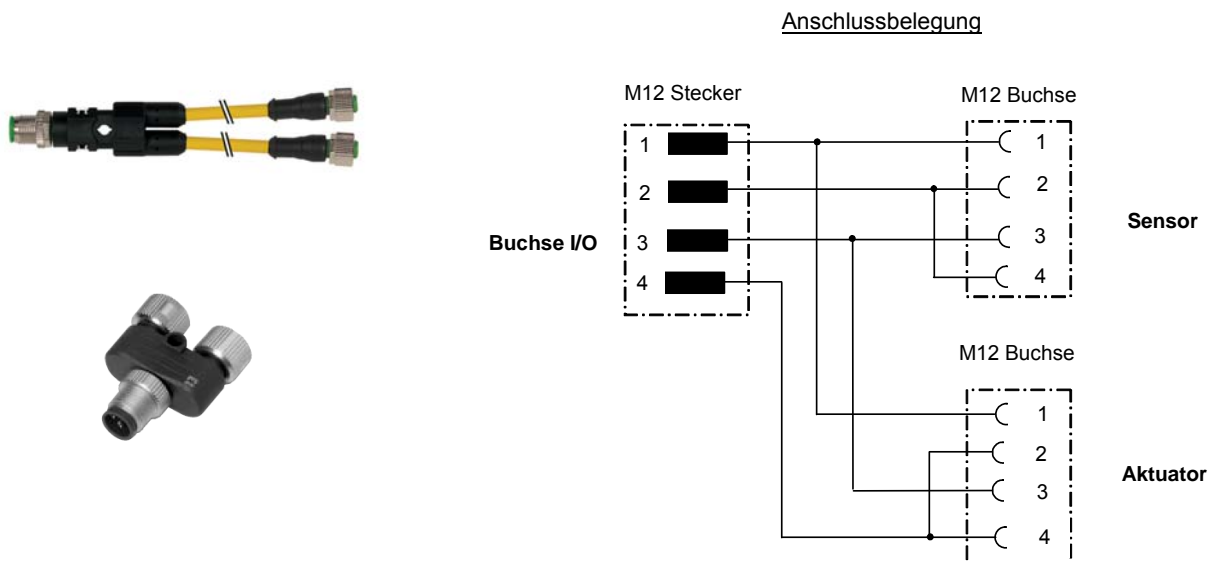 Anschlussbelegung
M12 Stecker
M12 Buchse
1
2
3
4
1
2
3
4
Buchse I/O
Sensor
M12 Buchse
1
2
3
4
Aktuator